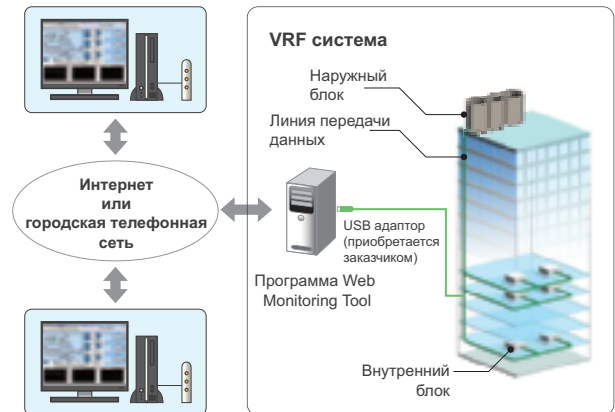 VRF система
Наружный
блок
Линия передачи
данных
Интернет
или
городская телефонная
сеть
USB адаптор
(приобретается
заказчиком)
Программа Web
Monitoring Tool
Внутренний
блок